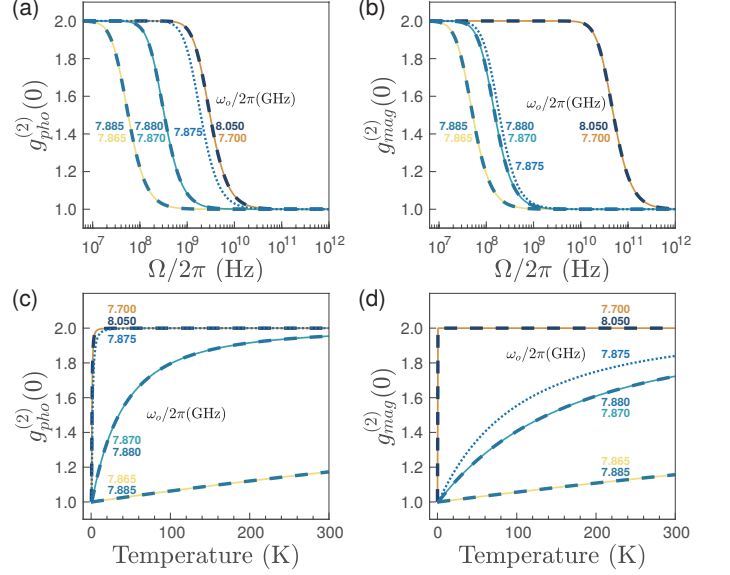 (a)
2.0
1.8
1.6
1.4
1.2
1.0
g_pho^(2)(0)
ω_o/2π(GHz)
7.885 7.880 7.875 8.050
7.865 7.870 7.700
10^7 10^8 10^9 10^10 10^11 10^12
Ω/2π (Hz)
(b)
2.0
1.8
1.6
1.4
1.2
1.0
g_mag^(2)(0)
ω_o/2π(GHz)
7.885 7.880 8.050
7.865 7.870 7.700
7.875
10^7 10^8 10^9 10^10 10^11 10^12
Ω/2π (Hz)
(c)
7.700
8.050
7.875
2.0
1.8
1.6
1.4
1.2
1.0
g_pho^(2)(0)
ω_o/2π(GHz)
7.870
7.880
7.865
7.885
0 100 200 300
Temperature (K)
(d)
7.700
8.050
2.0
1.8
1.6
1.4
1.2
1.0
g_mag^(2)(0)
ω_o/2π(GHz) 7.875
7.880
7.870
7.865
7.885
0 100 200 300
Temperature (K)